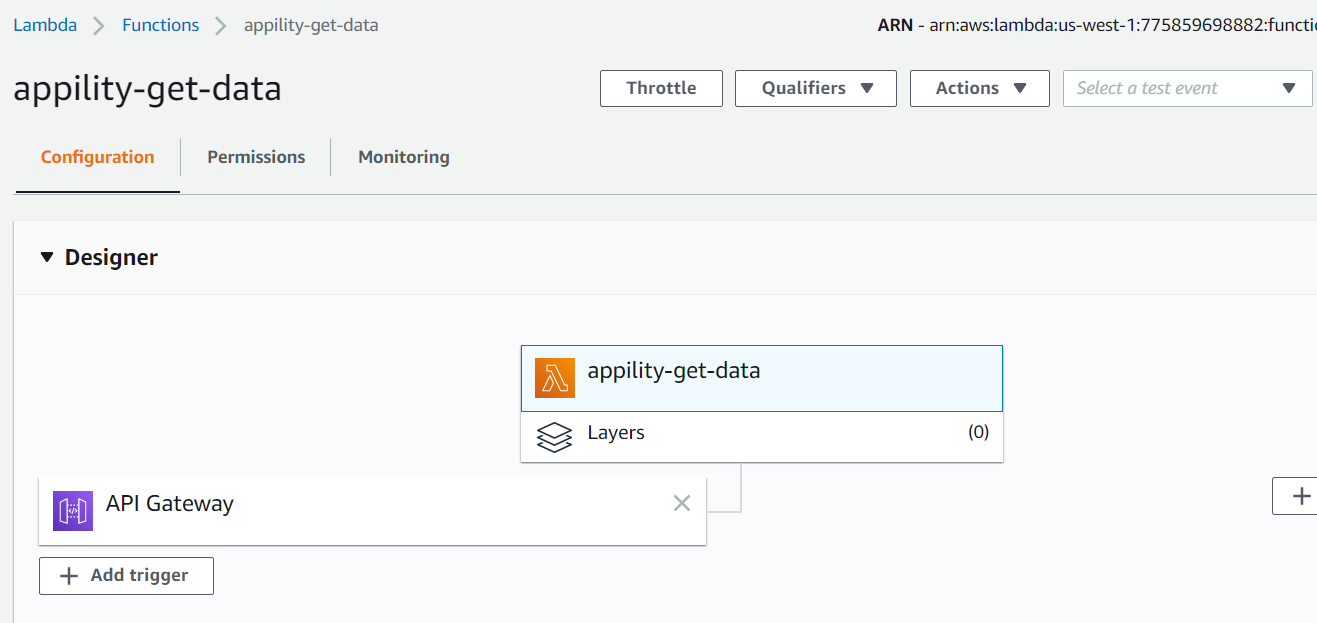 Lambda > Functions > appility-get-data
ARN - arn:aws:lambda:us-west-1:775859698882:functi
appility-get-data
Throttle
Qualifiers
Actions
Select a test event
Configuration
Permissions
Monitoring
Designer
appility-get-data
Layers
(0)
API Gateway
Add trigger